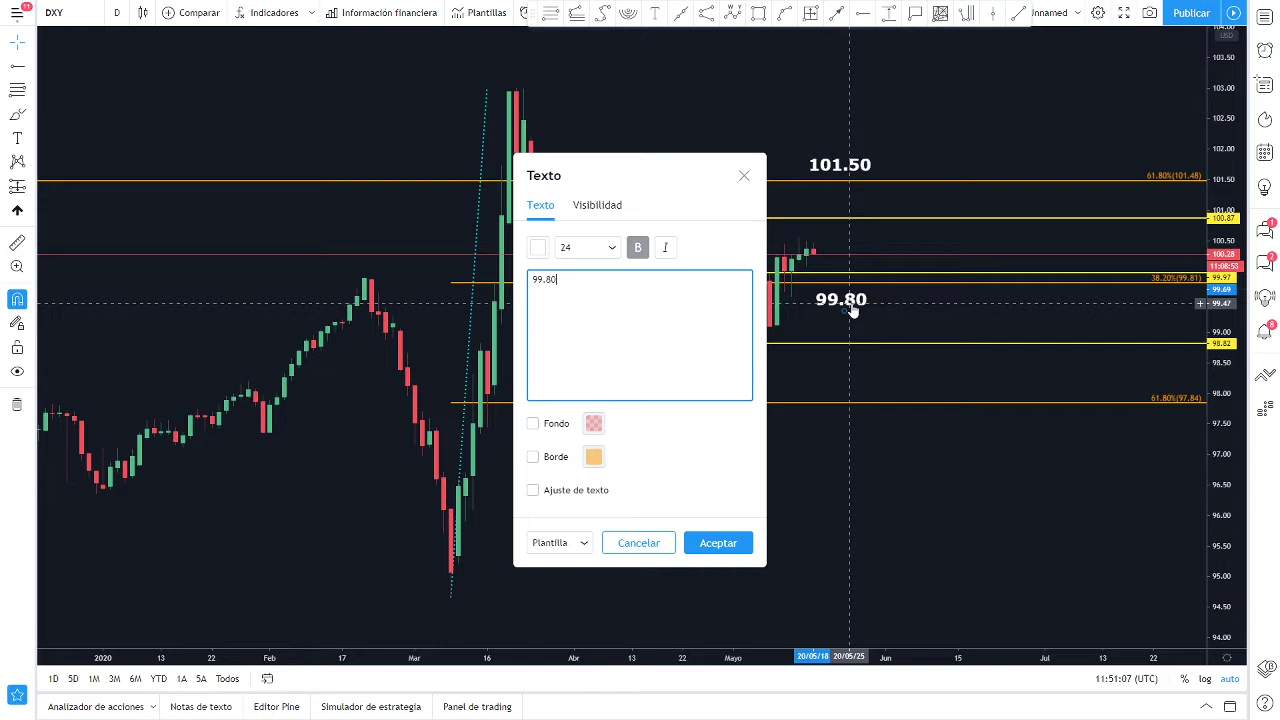 11
DXY
D
Comparar
Indicadores
Información financiera
Plantillas
Unnamed
Publicar
104.00
USD
103.50
103.00
102.50
102.00
101.50
101.00
100.87
100.50
100.28
11:08:53
99.97
99.69
99.47
99.00
98.82
98.50
98.00
97.50
97.00
96.50
96.00
95.50
95.00
94.50
94.00
101.50
61.80%(101.48)
38.20%(99.81)
99.80
61.80%(97.84)
Texto
Texto
Visibilidad
24
B
I
99.80
Fondo
Borde
Ajuste de texto
Plantilla
Cancelar
Aceptar
2020
13
22
Feb
17
Mar
16
Abr
13
22
Mayo
20/05/18
20/05/25
Jun
15
Jul
13
22
1D
5D
1M
3M
6M
YTD
1A
5A
Todos
11:51:07 (UTC)
%
log
auto
Analizador de acciones
Notas de texto
Editor Pine
Simulador de estrategia
Panel de trading
1
2
8